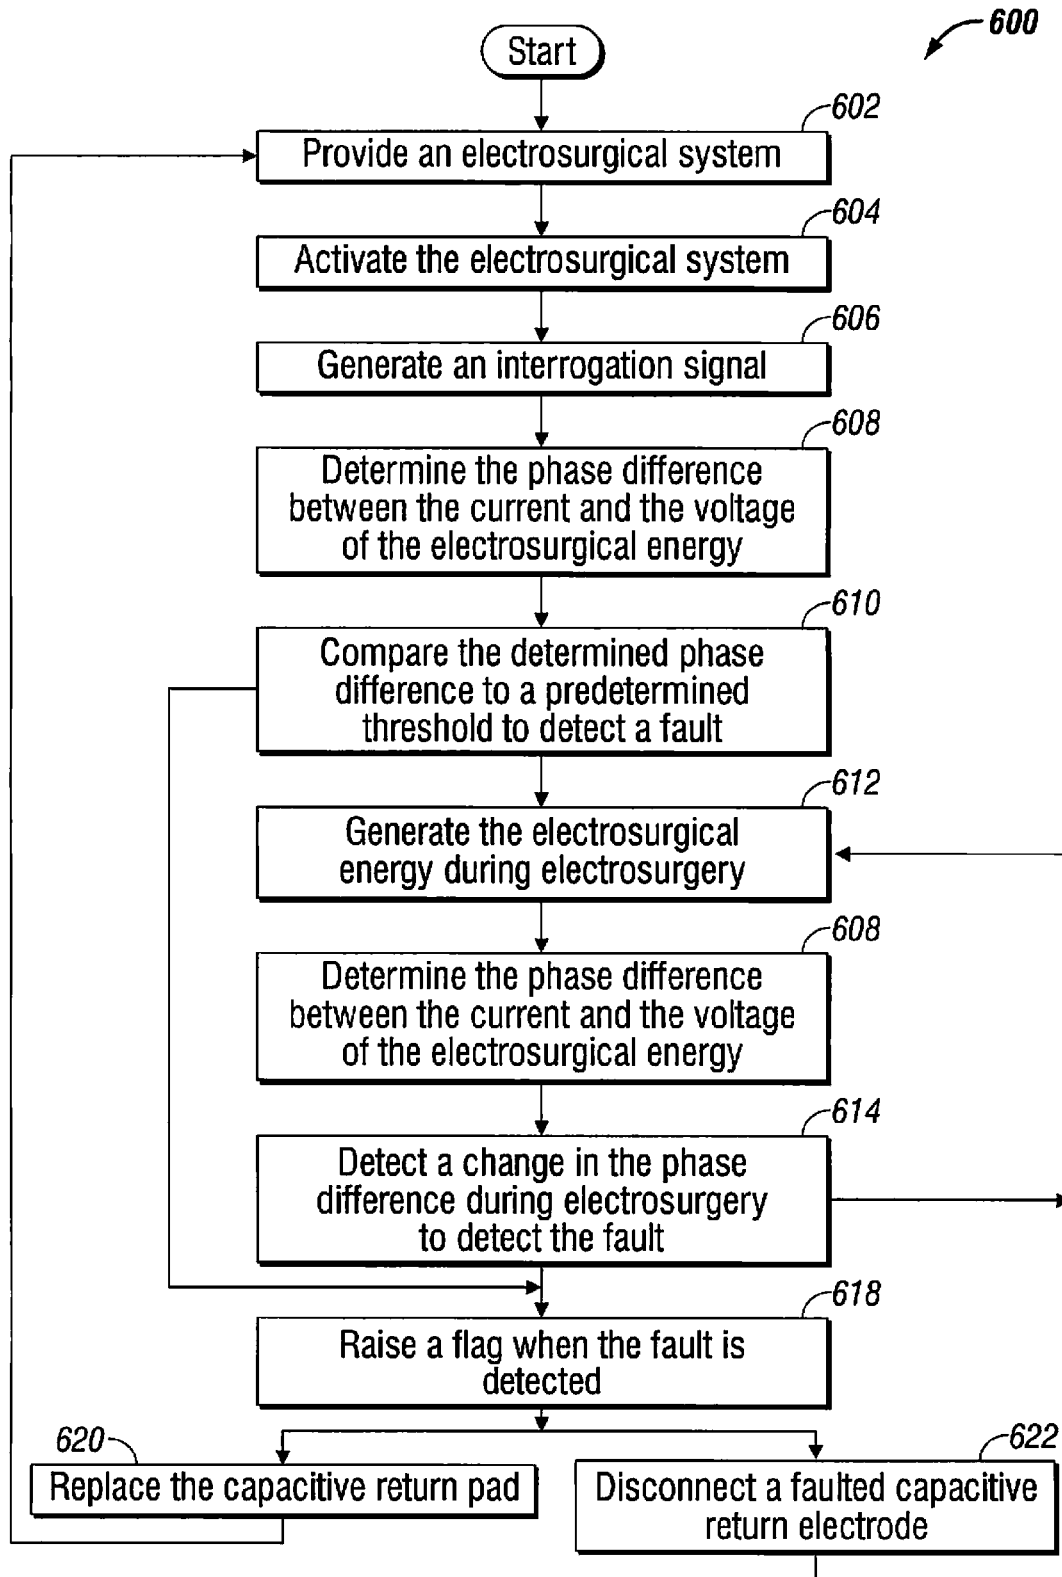 600
Start
602
Provide an electrosurgical system
604
Activate the electrosurgical system
606
Generate an interrogation signal
608
Determine the phase difference
between the current and the voltage
of the electrosurgical energy
610
Compare the determined phase
difference to a predetermined
threshold to detect a fault
612
Generate the electrosurgical
energy during electrosurgery
608
Determine the phase difference
between the current and the voltage
of the electrosurgical energy
614
Detect a change in the phase
difference during electrosurgery
to detect the fault
618
Raise a flag when the fault is
detected
620
Replace the capacitive return pad
622
Disconnect a faulted capacitive
return electrode